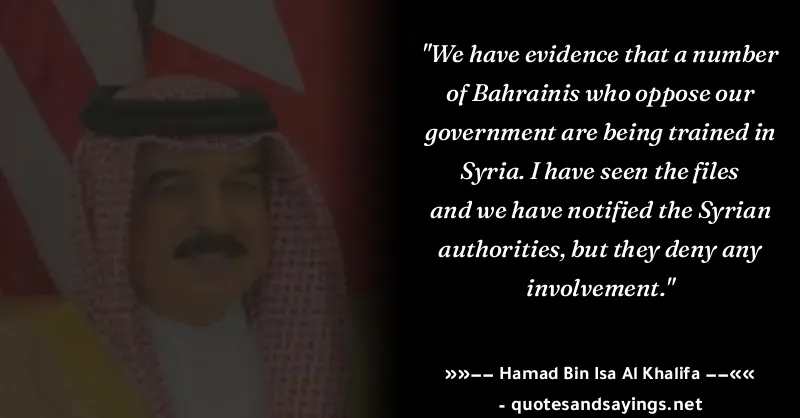 "We have evidence that a number
of Bahrainis who oppose our
government are being trained in
Syria. I have seen the files
and we have notified the Syrian
authorities, but they deny any
involvement."
»»−− Hamad Bin Isa Al Khalifa −−««
- quotesandsayings.net